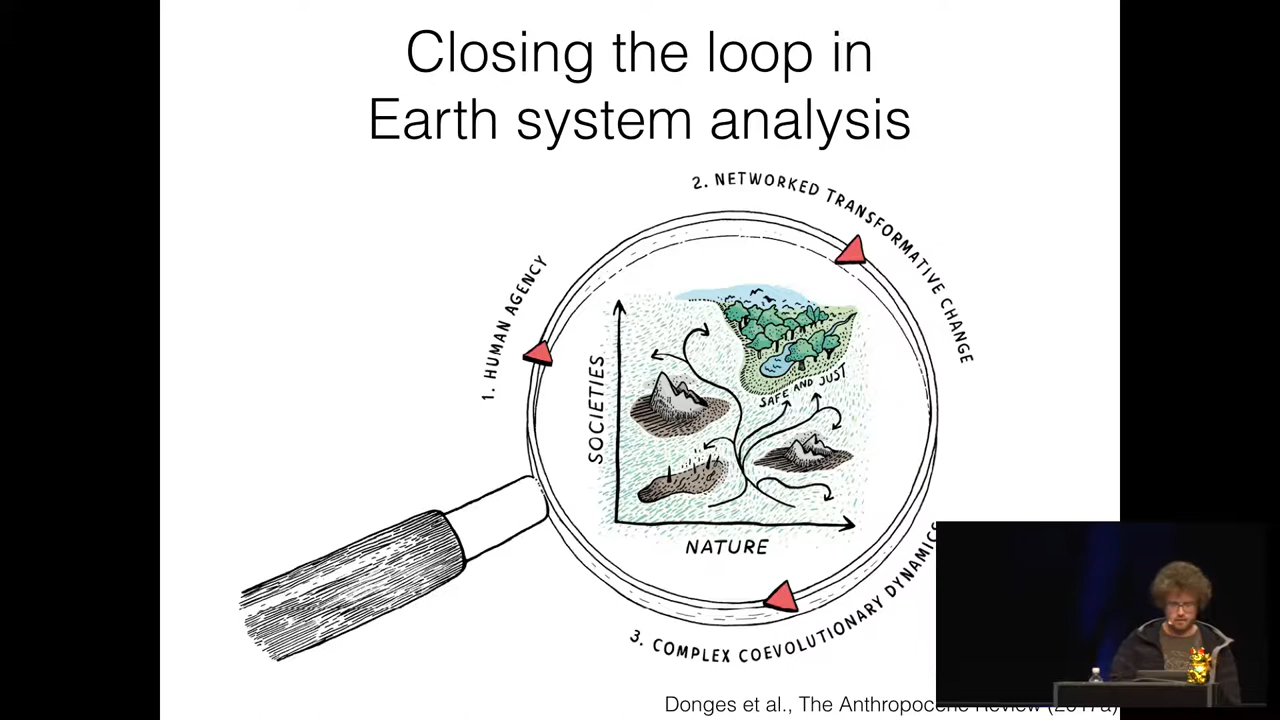 Closing the loop in
Earth system analysis
1. HUMAN AGENCY
2. NETWORKED TRANSFORMATIVE CHANGE
SOCIETIES
SAFE AND JUST
NATURE
3. COMPLEX COEVOLUTIONARY DYNAMICS
Donges et al., The Anthropocene Review (2017a)